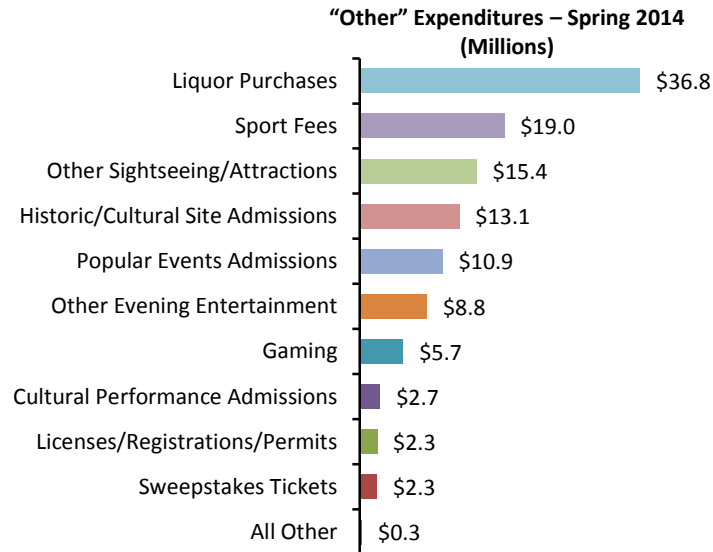 “Other” Expenditures – Spring 2014
(Millions)
Liquor Purchases $36.8
Sport Fees $19.0
Other Sightseeing/Attractions $15.4
Historic/Cultural Site Admissions $13.1
Popular Events Admissions $10.9
Other Evening Entertainment $8.8
Gaming $5.7
Cultural Performance Admissions $2.7
Licenses/Registrations/Permits $2.3
Sweepstakes Tickets $2.3
All Other $0.3